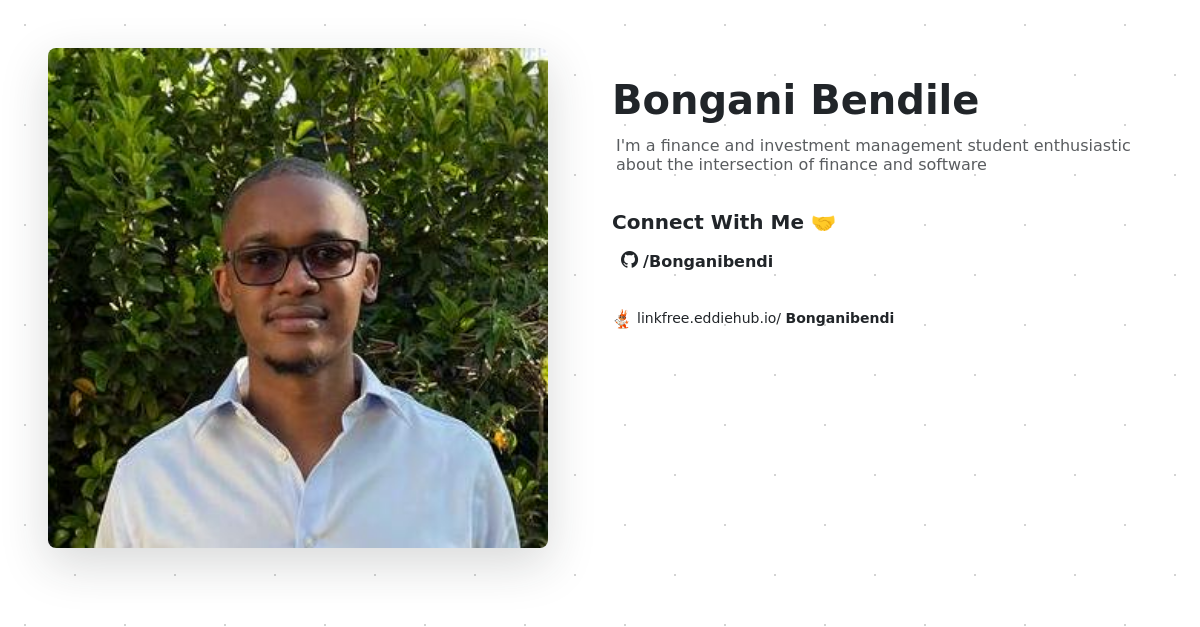 Bongani Bendile
I'm a finance and investment management student enthusiastic
about the intersection of finance and software
Connect With Me 🤝
/Bonganibendi
linkfree.eddiehub.io/ Bonganibendi